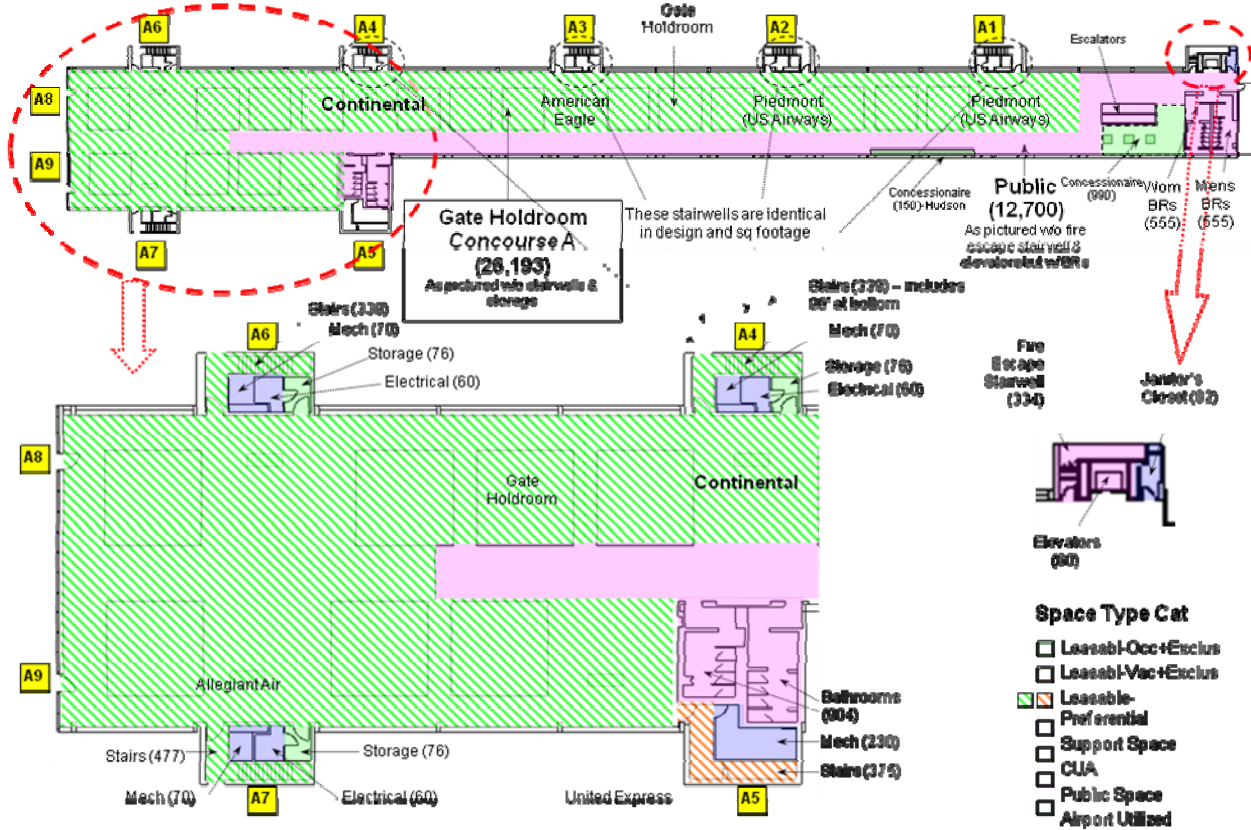 A6
A4
A3
A2
A1
Gate
Holdroom
Escalators
A8
Continental
American
Eagle
Piedmont
(US Airways)
Piedmont
(US Airways)
A9
A7
A5
Gate Holdroom
Concourse A
(26,193)
As pictured w/o stairwells &
storage
These stairwells are identical
in design and sq footage
Concessionaire
(150)-Hudson
Public
(12,700)
As pictured w/o fire
escape stairwell &
elevators but w/BRs
Concessionaire
(990)
Wom
BRs
(555)
Mens
BRs
(555)
Mech (70)
A6
Storage (76)
Electrical (60)
Stairs (339) – includes
at bottom
Mech (70)
A4
Storage (76)
Electrical (60)
Fire
Escape
Stairwell
(334)
Janitor's
Closet (82)
A8
Gate
Holdroom
Continental
Elevators
(80)
A9
Allegiant Air
Bathrooms
(904)
Mech (230)
Stairs (375)
Stairs (477)
Storage (76)
Mech (70)
A7
Electrical (60)
United Express
A5
Space Type Cat
Leasabl-Occ+Exclus
Leasabl-Vac+Exclus
Leasable-
Preferential
Support Space
CUA
Public Space
Airport Utilized